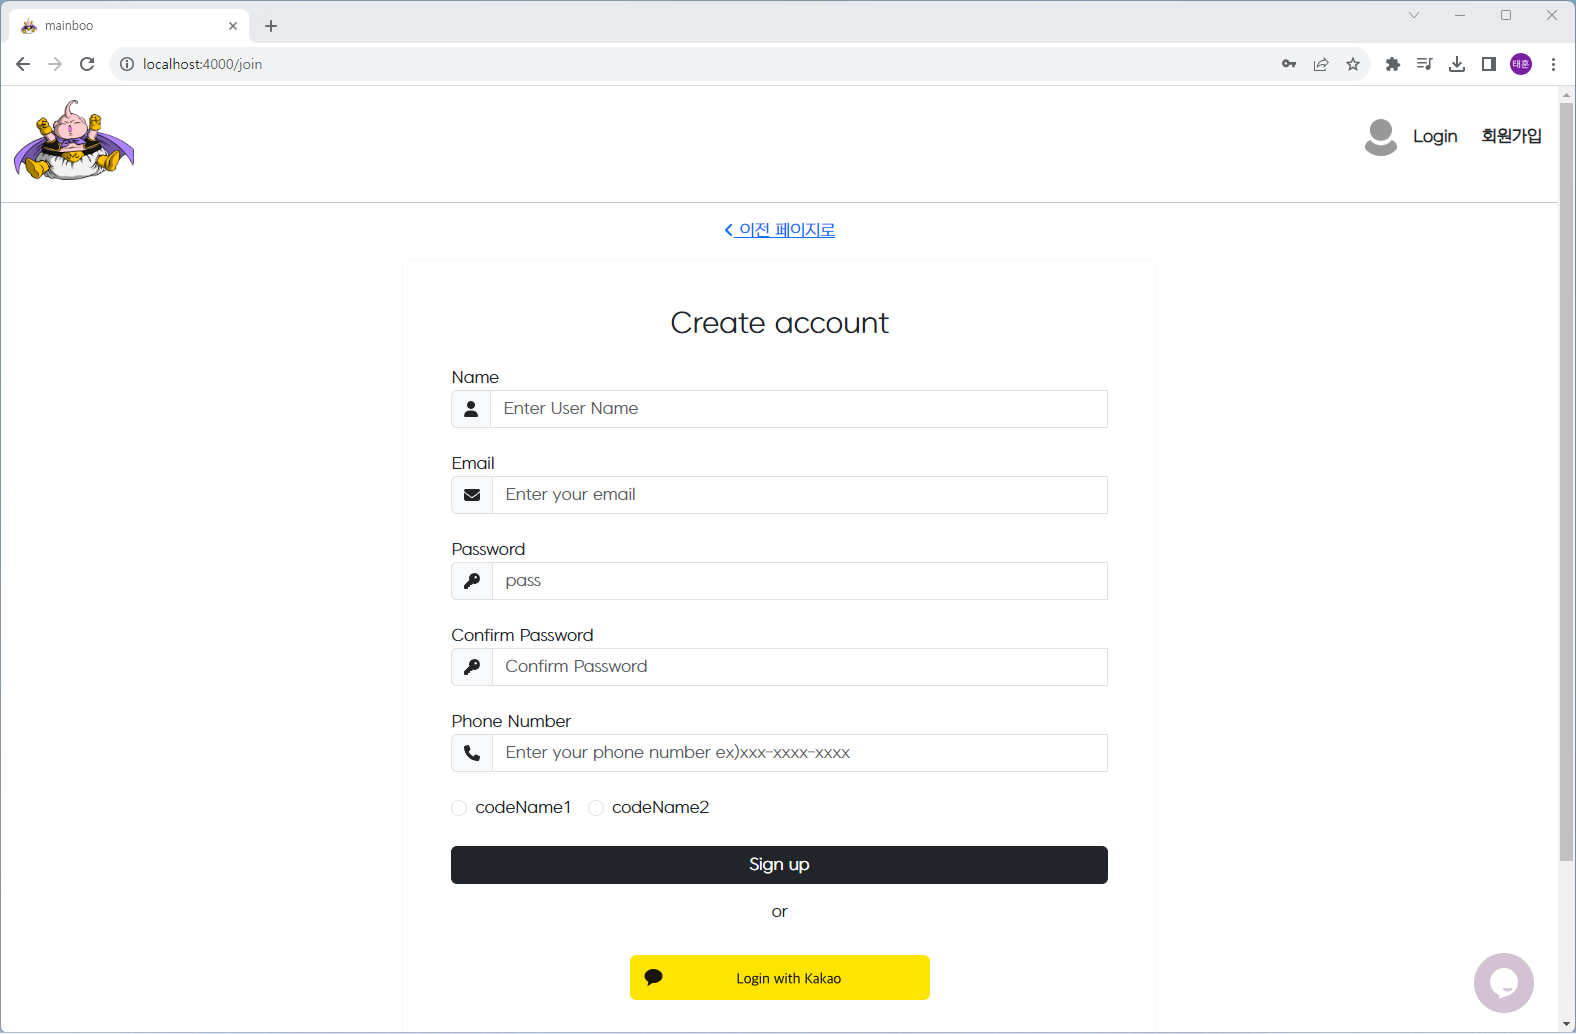 mainboo
localhost:4000/join
태훈
Login 회원가입
이전 페이지로
Create account
Name
Enter User Name
Email
Enter your email
Password
pass
Confirm Password
Confirm Password
Phone Number
Enter your phone number ex)xxx-xxxx-xxxx
codeName1 codeName2
Sign up
or
Login with Kakao